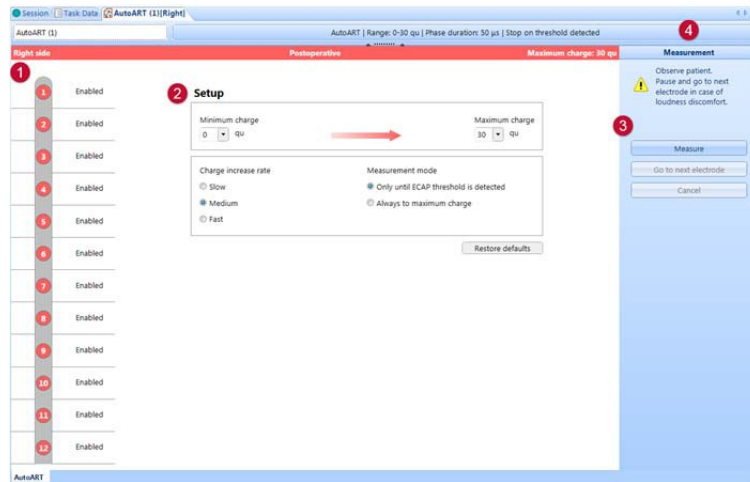 Session Task Data AutoART (1)[Right]
AutoART (1)
AutoART | Range: 0-30 qu | Phase duration: 50 µs | Stop on threshold detected
4
Right side Postoperative Maximum charge: 30 qu
Measurement
1
Observe patient.
Pause and go to next
electrode in case of
loudness discomfort.
3
Measure
Go to next electrode
Cancel
1 Enabled
2 Enabled
3 Enabled
4 Enabled
5 Enabled
6 Enabled
7 Enabled
8 Enabled
9 Enabled
10 Enabled
11 Enabled
12 Enabled
2 Setup
Minimum charge Maximum charge
0 qu 30 qu
Charge increase rate Measurement mode
Slow Only until ECAP threshold is detected
Medium Always to maximum charge
Fast
Restore defaults
AutoART